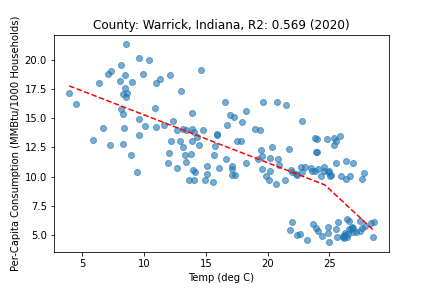 County: Warrick, Indiana, R2: 0.569 (2020)
Per-Capita Consumption (MMBtu/1000 Households)
20.0
17.5
15.0
12.5
10.0
7.5
5.0
5 10 15 20 25
Temp (deg C)